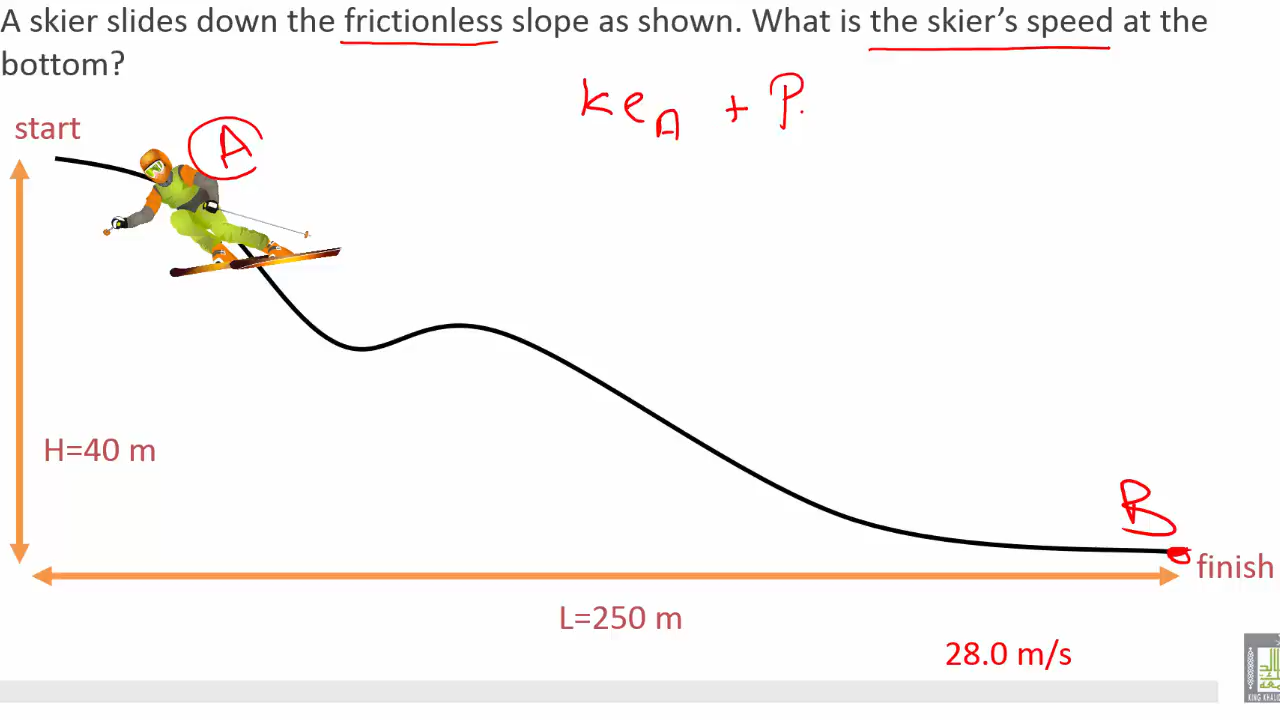 A skier slides down the frictionless slope as shown. What is the skier's speed at the
bottom?
ke_A + P.
start
A
H=40 m
B
finish
L=250 m
28.0 m/s